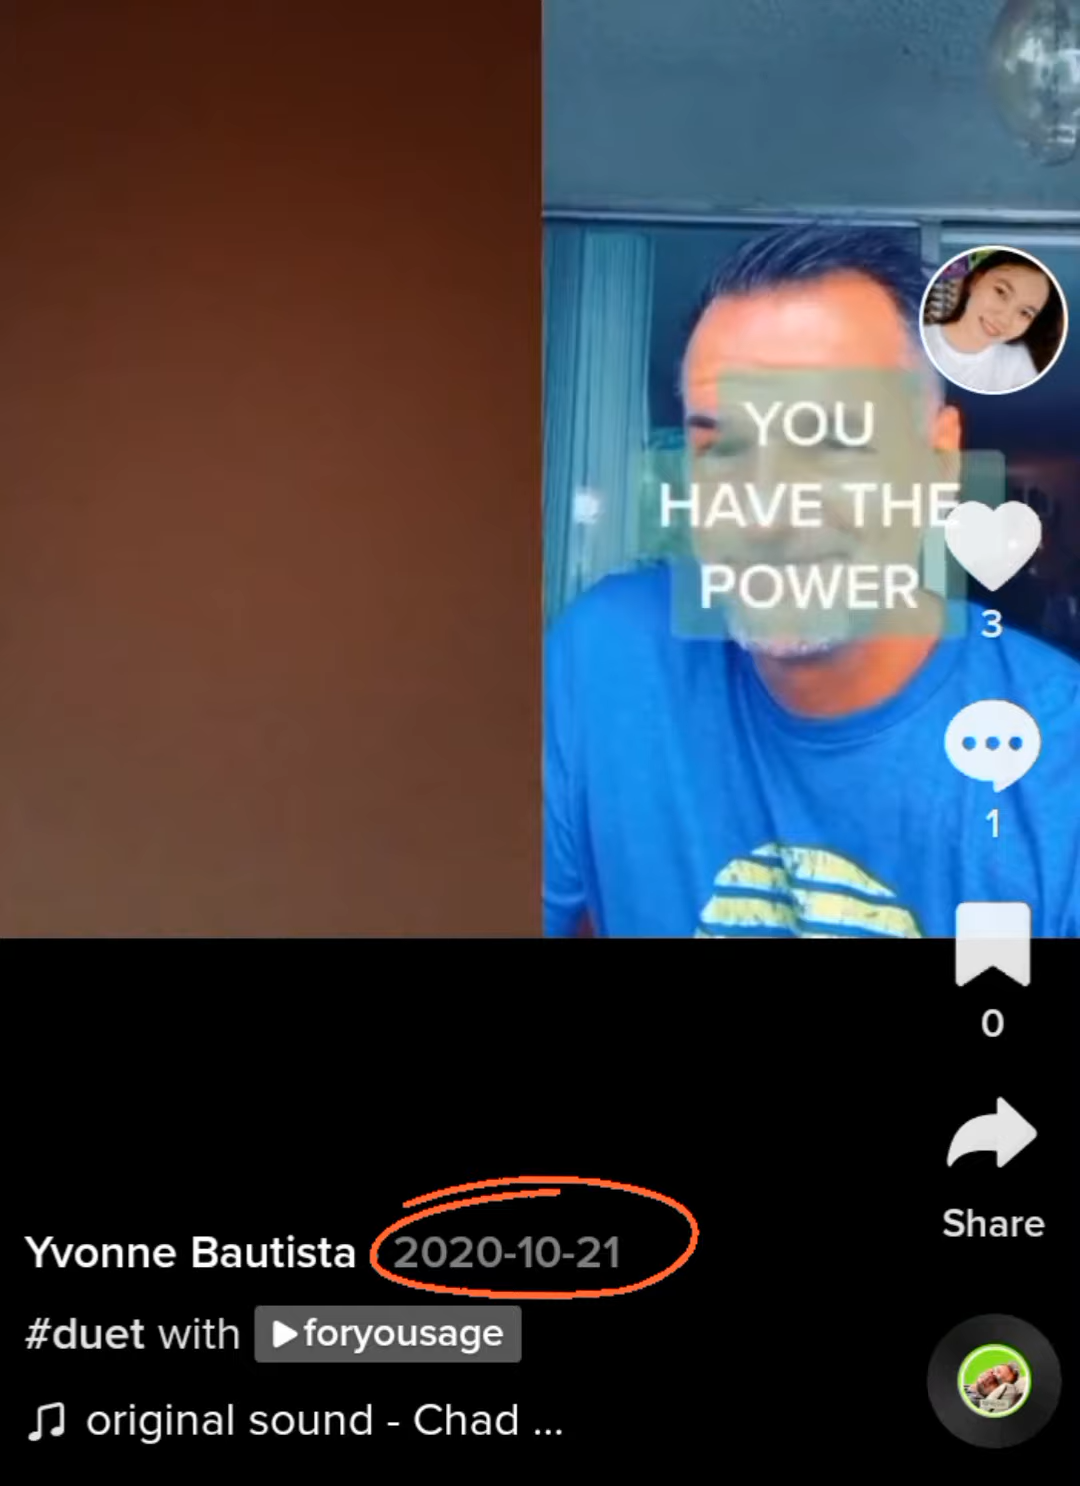 YOU
HAVE THE
POWER
3
1
0
Share
Yvonne Bautista 2020-10-21
#duet with foryousage
original sound - Chad ...